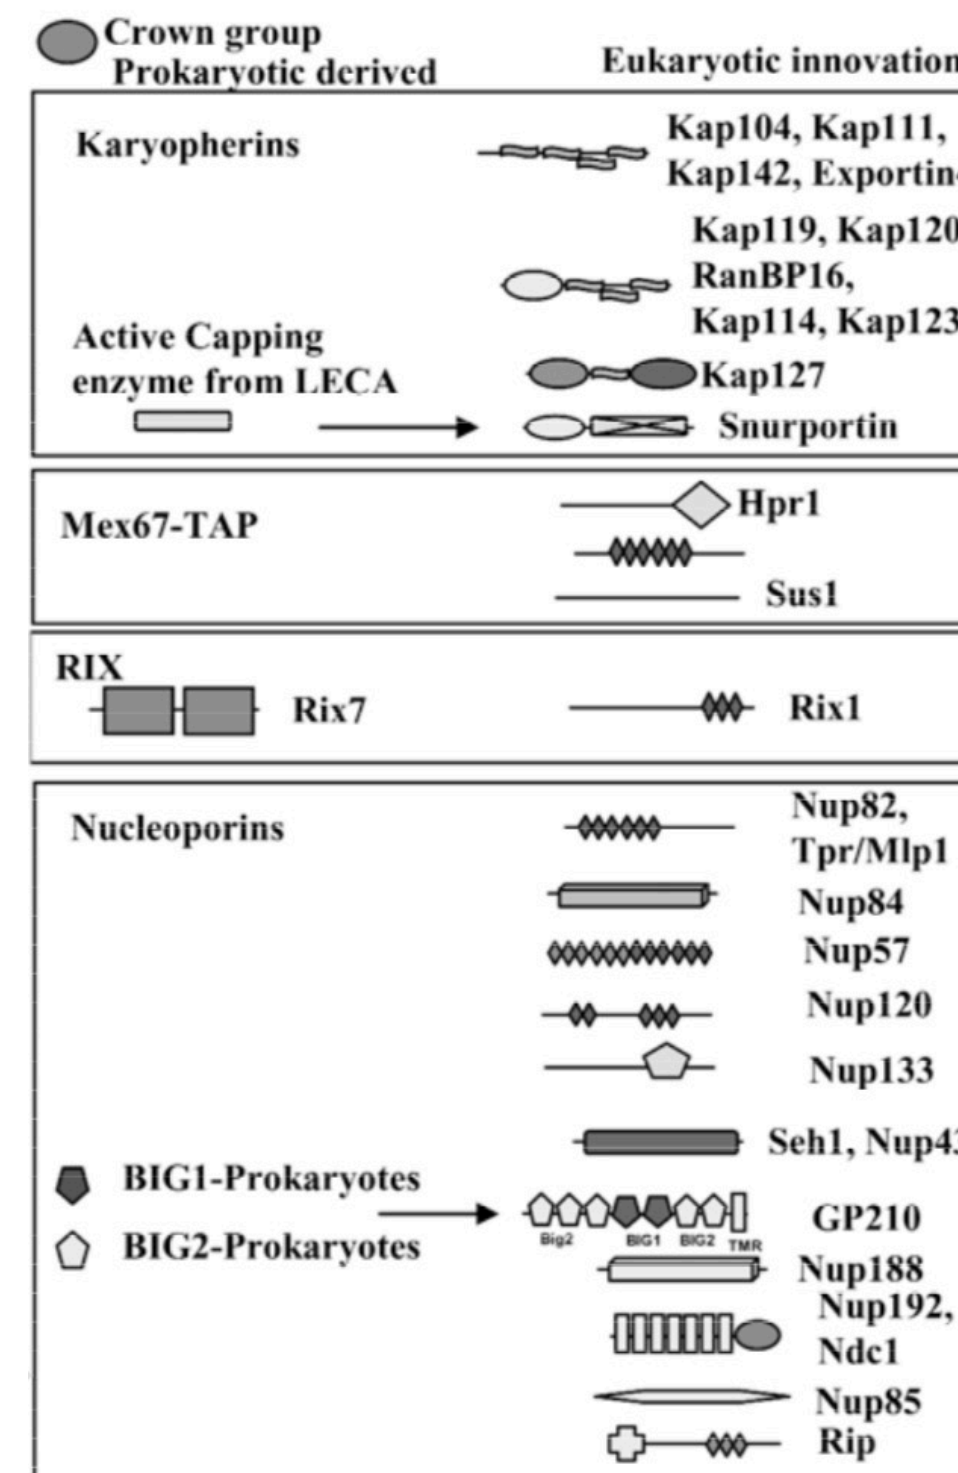 Crown group
Prokaryotic derived
Eukaryotic innovation
Karyopherins
Kap104, Kap111,
Kap142, Exportin
Kap119, Kap120
RanBP16,
Kap114, Kap123
Active Capping
enzyme from LECA
Kap127
Snurportin
Mex67-TAP
Hpr1
Sus1
RIX
Rix7
Rix1
Nucleoporins
Nup82,
Tpr/Mlp1
Nup84
Nup57
Nup120
Nup133
Seh1, Nup43
BIG1-Prokaryotes
BIG2-Prokaryotes
GP210
Big2 BIG1 BIG2 TMR
Nup188
Nup192,
Ndc1
Nup85
Rip